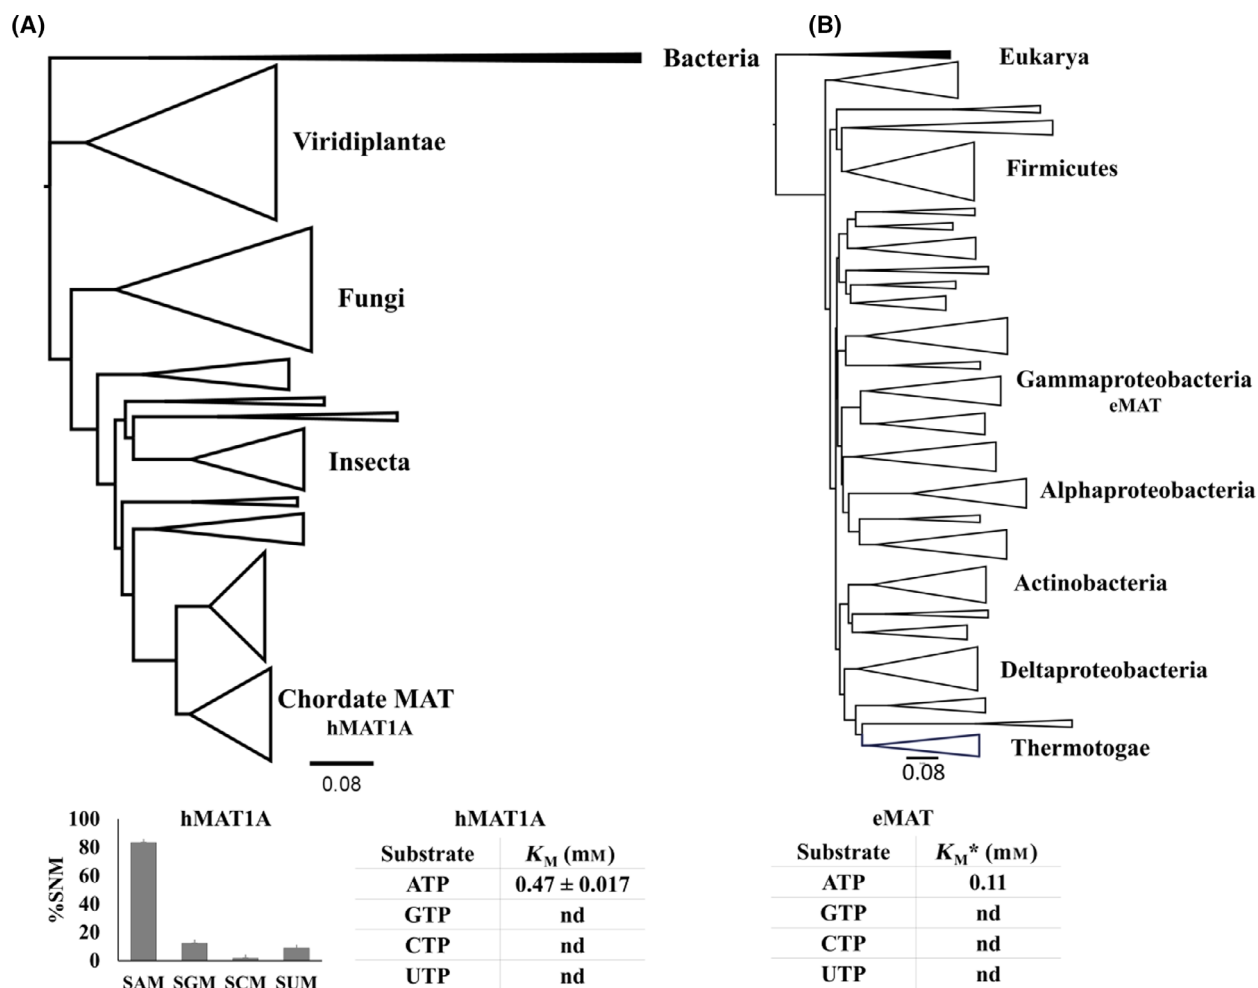 (A)
Bacteria
Viridiplantae
Fungi
Insecta
Chordate MAT
hMAT1A
0.08
(B)
Eukarya
Firmicutes
Gammaproteobacteria
eMAT
Alphaproteobacteria
Actinobacteria
Deltaproteobacteria
Thermotogae
0.08
hMAT1A
%SNM
100
80
60
40
20
0
SAM SGM SCM SUM
hMAT1A
Substrate KM (mM)
ATP 0.47 ± 0.017
GTP nd
CTP nd
UTP nd
eMAT
Substrate KM* (mM)
ATP 0.11
GTP nd
CTP nd
UTP nd